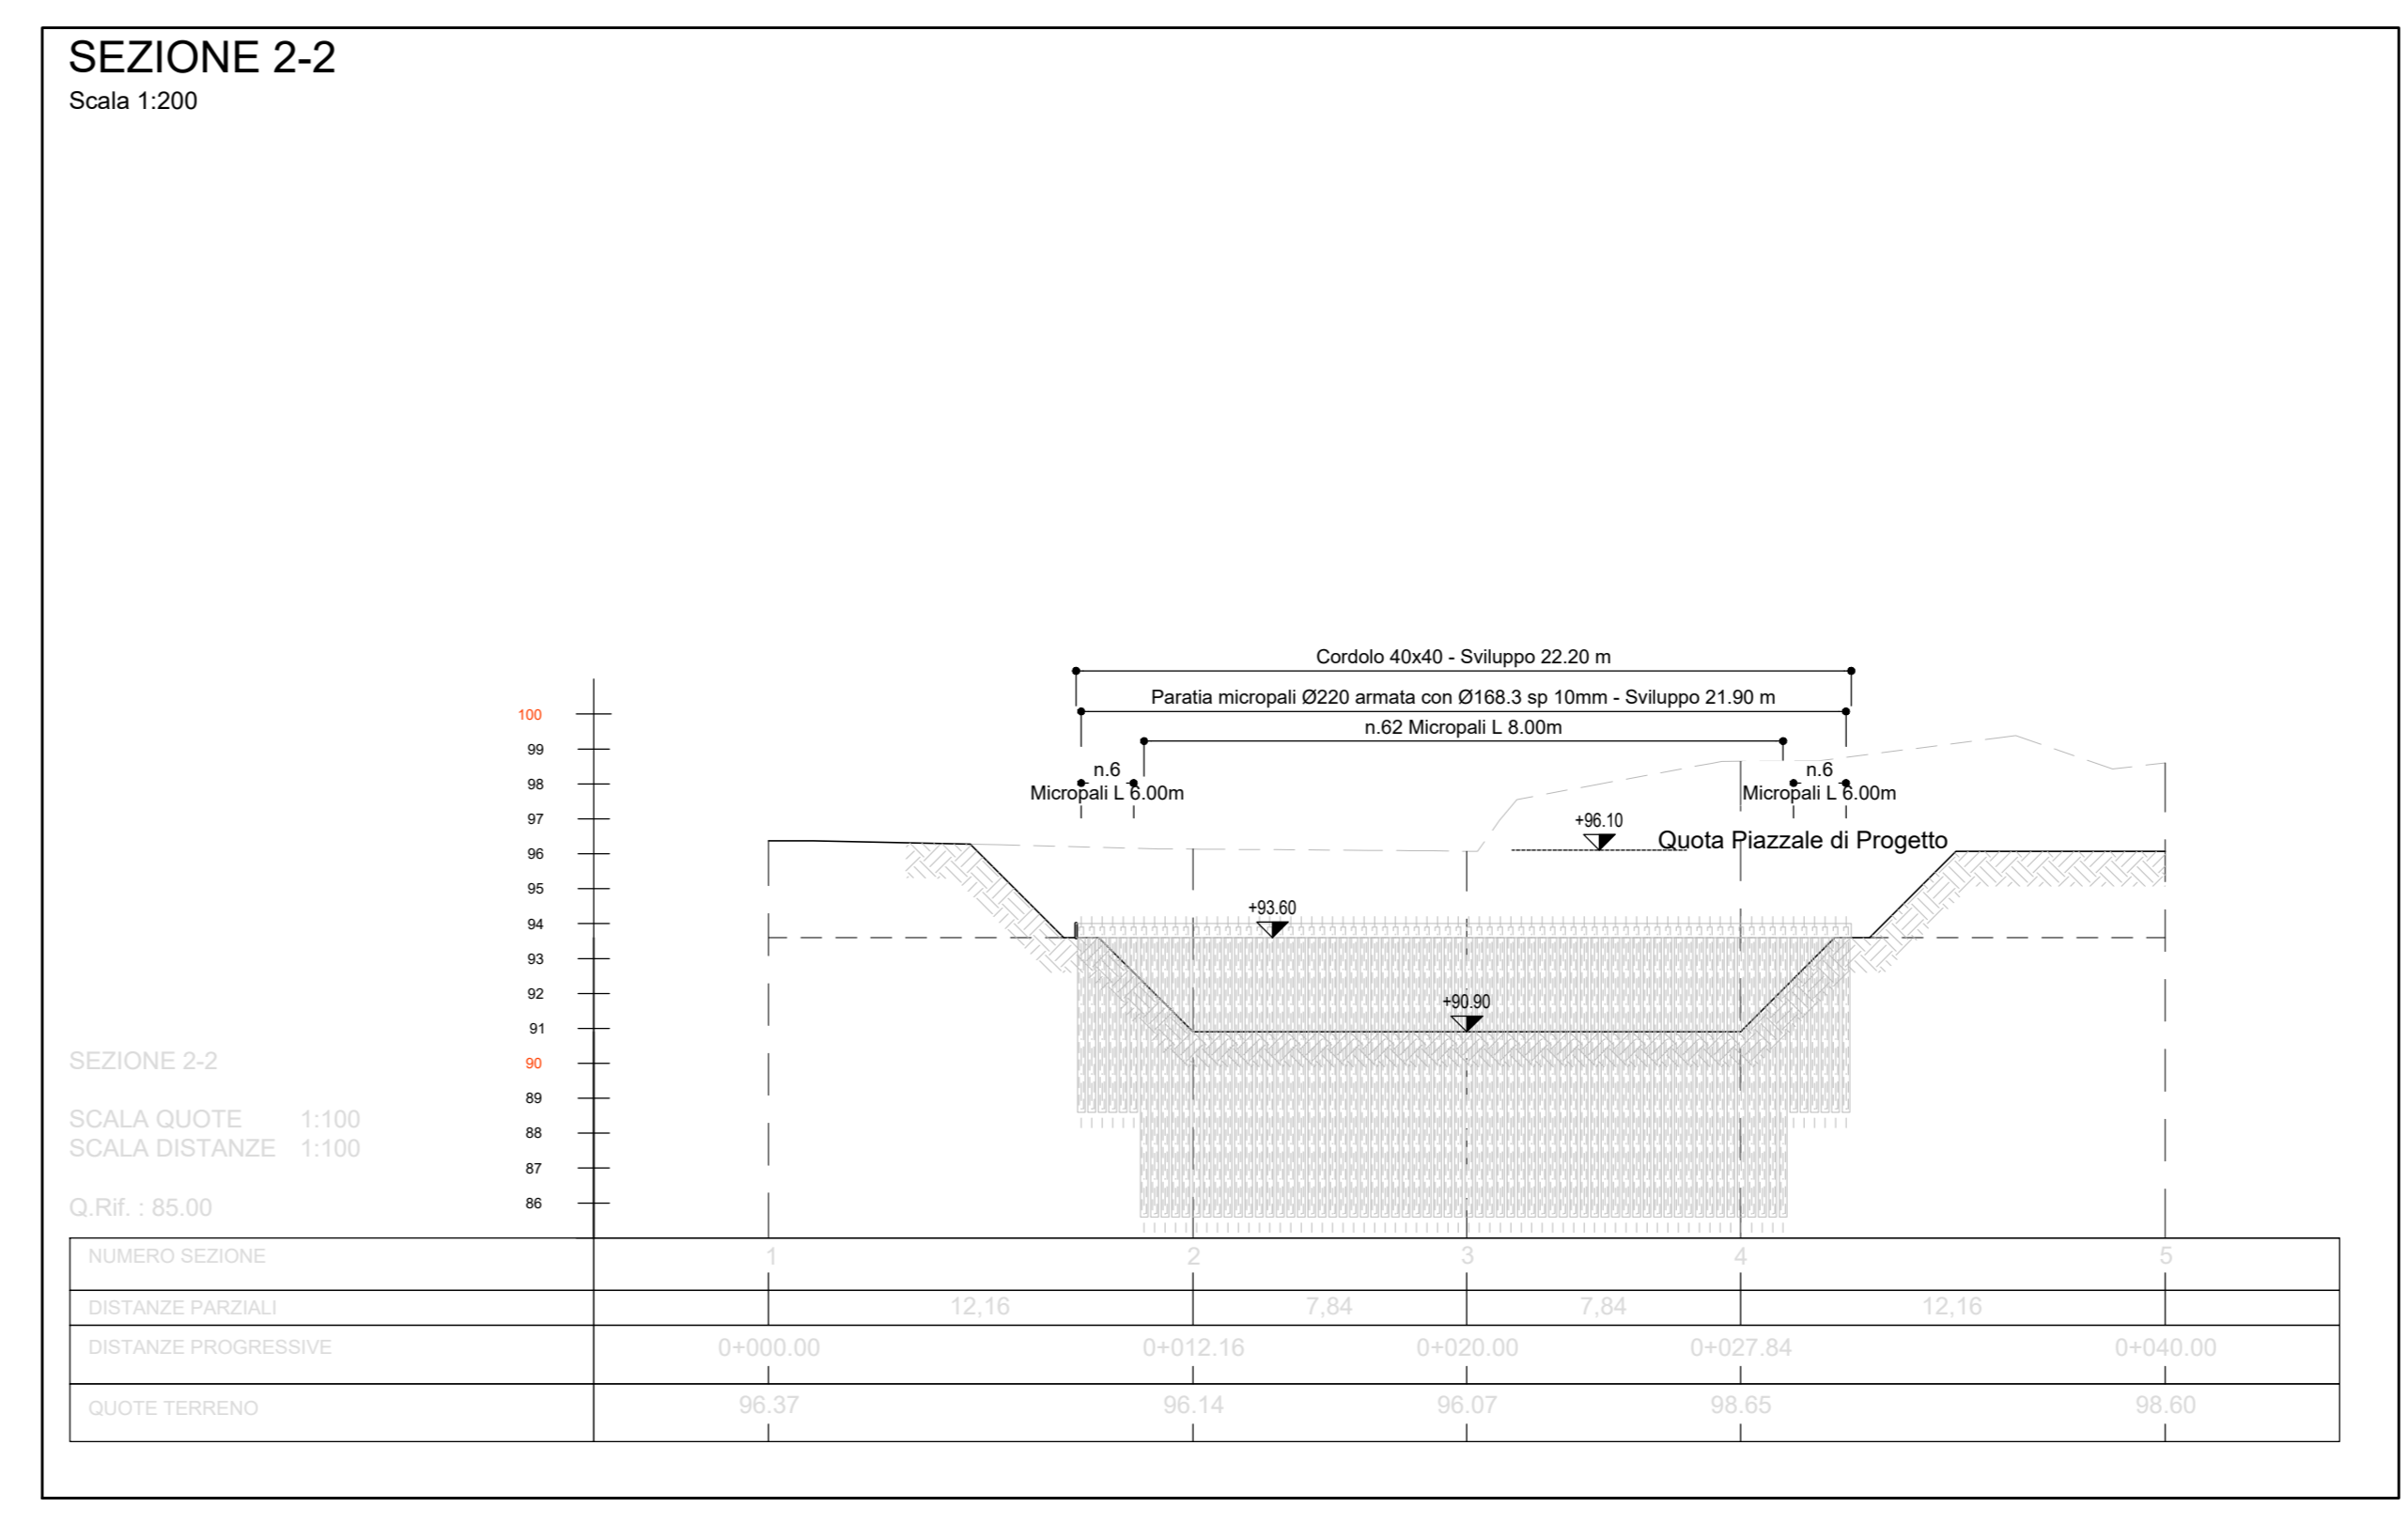 SEZIONE 2-2
Scala 1:200
Cordolo 40x40 - Sviluppo 22.20 m
Paratia micropali Ø220 armata con Ø168.3 sp 10mm - Sviluppo 21.90 m
n.62 Micropali L 8.00m
n.6
Micropali L 6.00m
n.6
Micropali L 6.00m
+96.10
Quota Piazzale di Progetto
+93.60
+90.90
100
99
98
97
96
95
94
93
92
91
90
89
88
87
86
SEZIONE 2-2
SCALA QUOTE 1:100
SCALA DISTANZE 1:100
Q.Rif. : 85.00
NUMERO SEZIONE 1 2 3 4 5
DISTANZE PARZIALI 12,16 7,84 7,84 12,16
DISTANZE PROGRESSIVE 0+000.00 0+012.16 0+020.00 0+027.84 0+040.00
QUOTE TERRENO 96.37 96.14 96.07 98.65 98.60